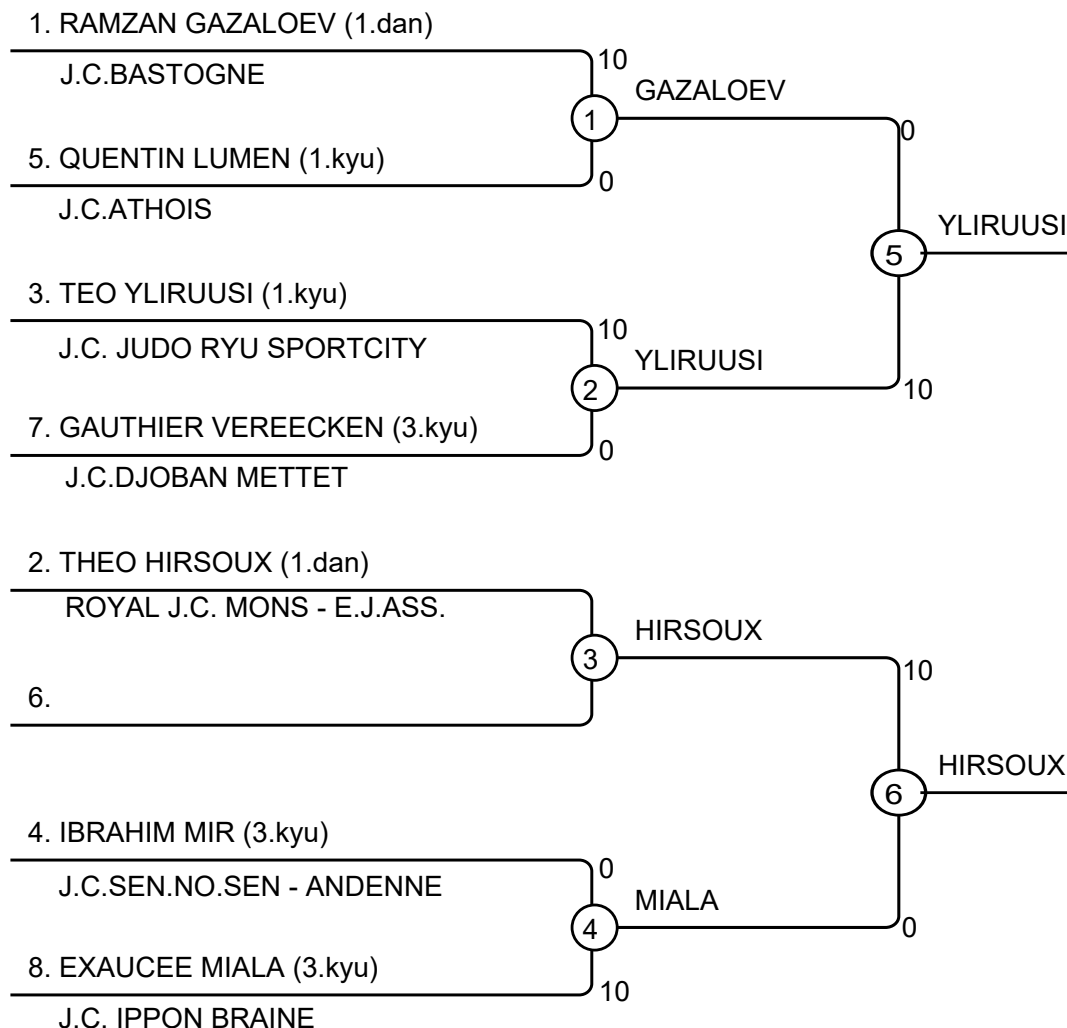 1. RAMZAN GAZALOEV (1.dan)
10
J.C.BASTOGNE
GAZALOEV
1
0
5. QUENTIN LUMEN (1.kyu)
0
J.C.ATHOIS
YLIRUUSI
5
3. TEO YLIRUUSI (1.kyu)
10
J.C. JUDO RYU SPORTCITY
YLIRUUSI
2
10
7. GAUTHIER VEREECKEN (3.kyu)
0
J.C.DJOBAN METTET
2. THEO HIRSOUX (1.dan)
ROYAL J.C. MONS - E.J.ASS.
HIRSOUX
3
10
6.
HIRSOUX
6
4. IBRAHIM MIR (3.kyu)
0
J.C.SEN.NO.SEN - ANDENNE
MIALA
4
0
8. EXAUCEE MIALA (3.kyu)
10
J.C. IPPON BRAINE